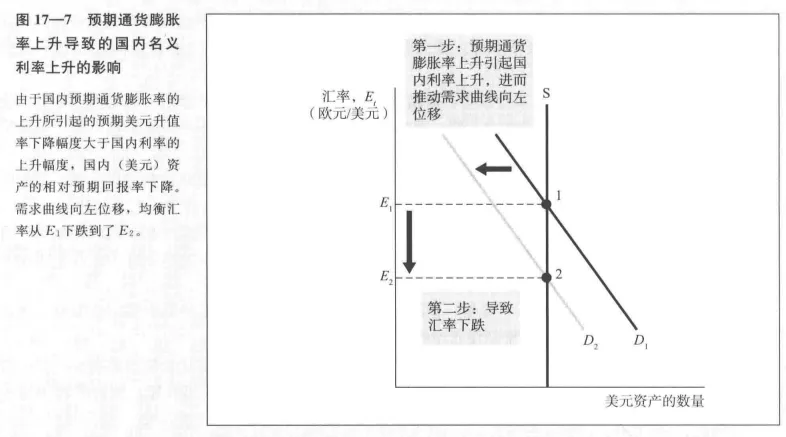 图 17—7　预期通货膨胀
率上升导致的国内名义
利率上升的影响
由于国内预期通货膨胀率的
上升所引起的预期美元升值
率下降幅度大于国内利率的
上升幅度，国内（美元）资
产的相对预期回报率下降。
需求曲线向左位移，均衡汇
率从 E₁下跌到了 E₂。
第一步：预期通货
膨胀率上升引起国
内利率上升，进而
推动需求曲线向左
位移
汇率，Eₜ
（欧元/美元）
S
1
E₁
2
E₂
第二步：导致
汇率下跌
D₂
D₁
美元资产的数量